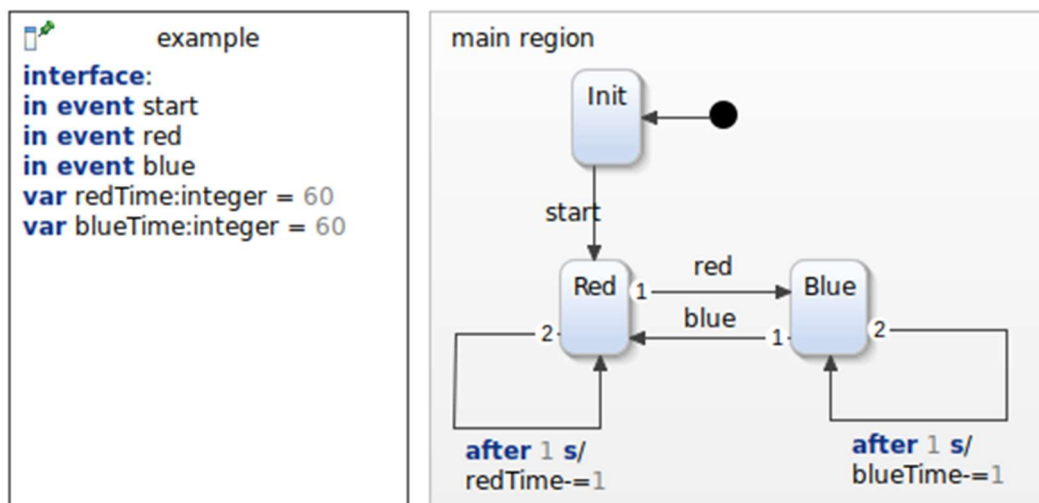 example
interface:
in event start
in event red
in event blue
var redTime:integer = 60
var blueTime:integer = 60
main region
Init
start
Red
1
red
Blue
blue
1
2
2
after 1 s/
redTime-=1
after 1 s/
blueTime-=1